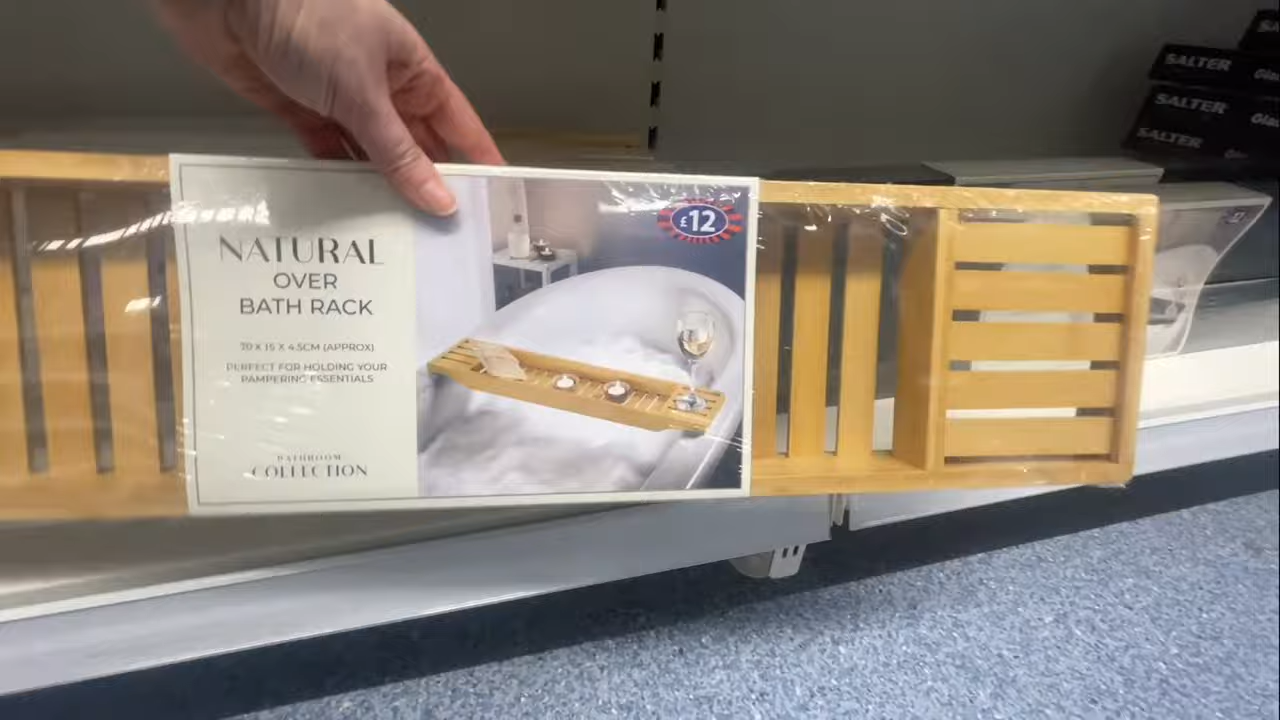 NATURAL
OVER
BATH RACK
70 X 15 X 4.5CM (APPROX)
PERFECT FOR HOLDING YOUR
PAMPERING ESSENTIALS
BATHROOM
COLLECTION
£12
SALTER
SALTER
SALTER